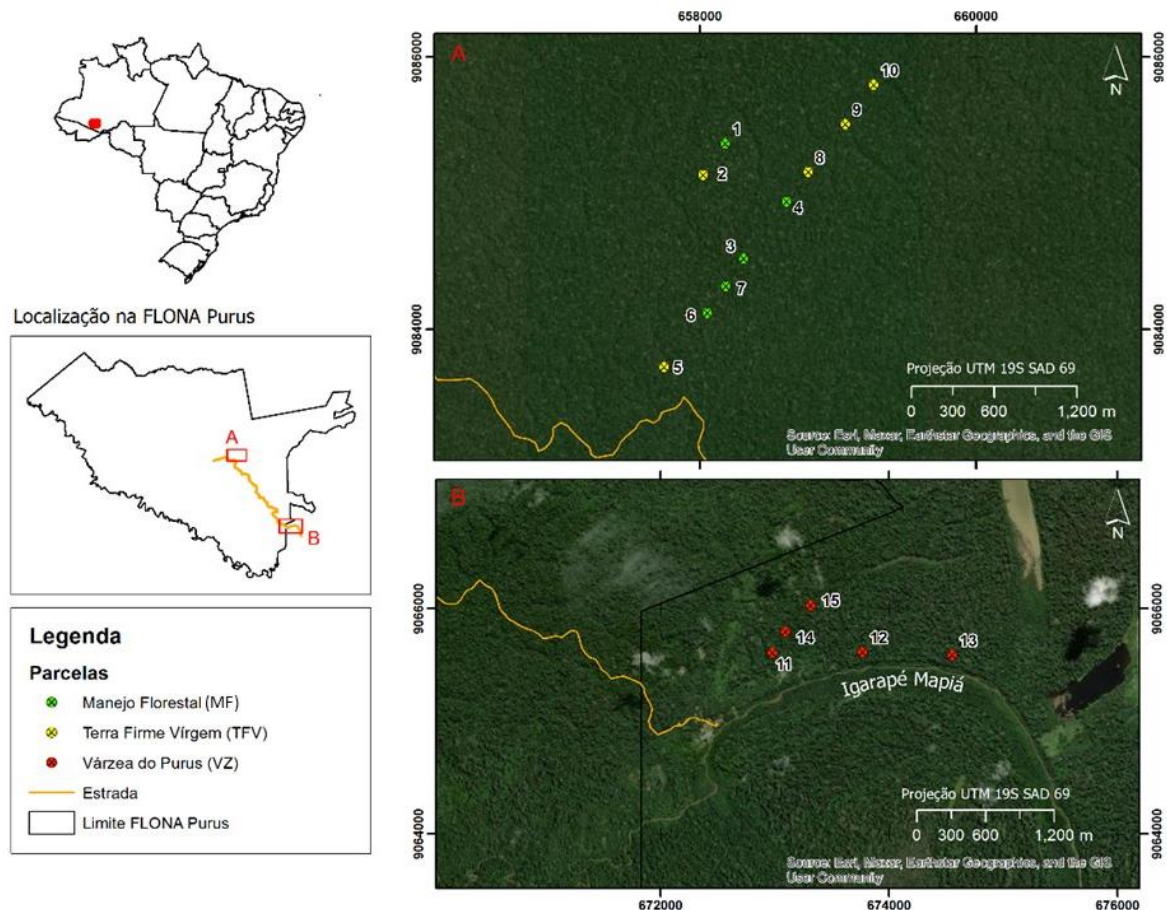 Localização na FLONA Purus
A
B
Legenda
Parcelas
Manejo Florestal (MF)
Terra Firme Vírgem (TFV)
Várzea do Purus (VZ)
Estrada
Limite FLONA Purus
658000
660000
9086000
9084000
A
N
10
9
1
8
2
4
3
7
6
5
Projeção UTM 19S SAD 69
0 300 600 1,200 m
Source: Esri, Maxar, Earthstar Geographics, and the GIS
User Community
B
N
9066000
9064000
9066000
9064000
9086000
9084000
15
14
12
13
11
Igarapé Mapiá
Projeção UTM 19S SAD 69
0 300 600 1,200 m
Source: Esri, Maxar, Earthstar Geographics, and the GIS
User Community
672000
674000
676000